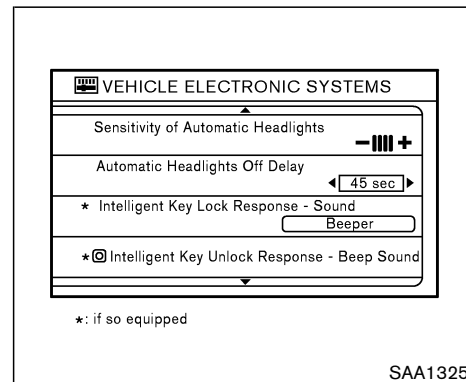 VEHICLE ELECTRONIC SYSTEMS
Sensitivity of Automatic Headlights
Automatic Headlights Off Delay
45 sec
* Intelligent Key Lock Response - Sound
Beeper
* Intelligent Key Unlock Response - Beep Sound
*: if so equipped
SAA1325